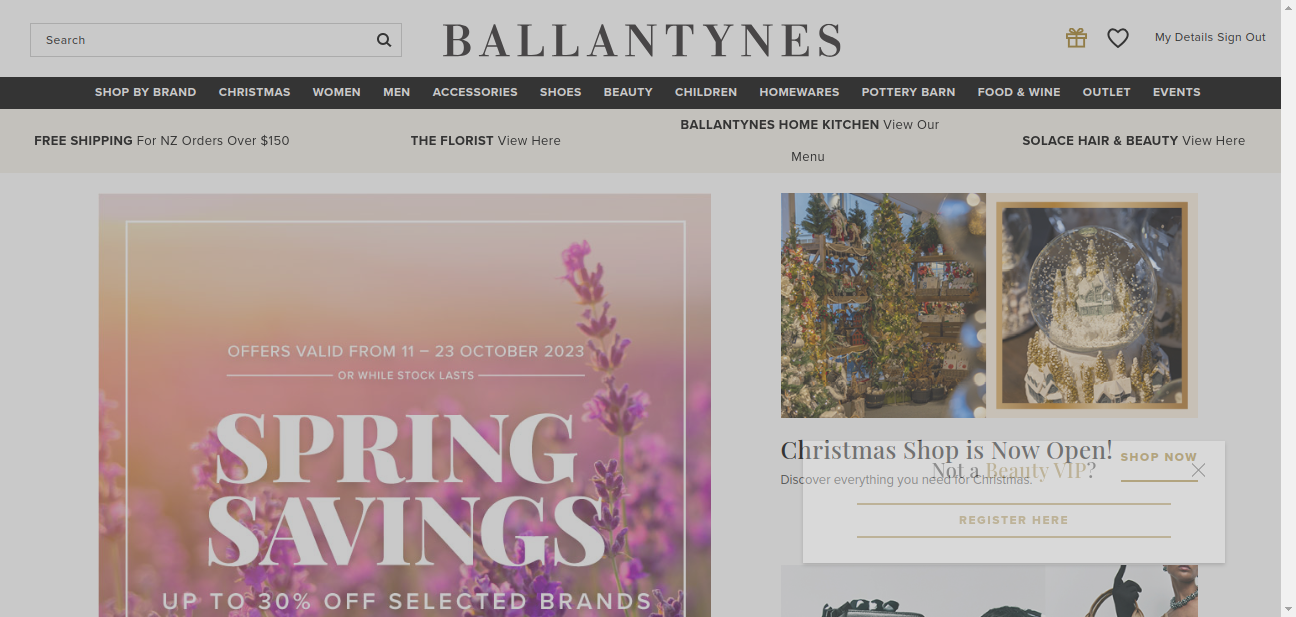 Search
BALLANTYNES
My Details Sign Out
SHOP BY BRAND CHRISTMAS WOMEN MEN ACCESSORIES SHOES BEAUTY CHILDREN HOMEWARES POTTERY BARN FOOD & WINE OUTLET EVENTS
FREE SHIPPING For NZ Orders Over $150
THE FLORIST View Here
BALLANTYNES HOME KITCHEN View Our
Menu
SOLACE HAIR & BEAUTY View Here
OFFERS VALID FROM 11 – 23 OCTOBER 2023
OR WHILE STOCK LASTS
SPRING
SAVINGS
UP TO 30% OFF SELECTED BRANDS
Christmas Shop is Now Open!
SHOP NOW
Discover everything you need for Christmas.
Not a Beauty VIP?
REGISTER HERE